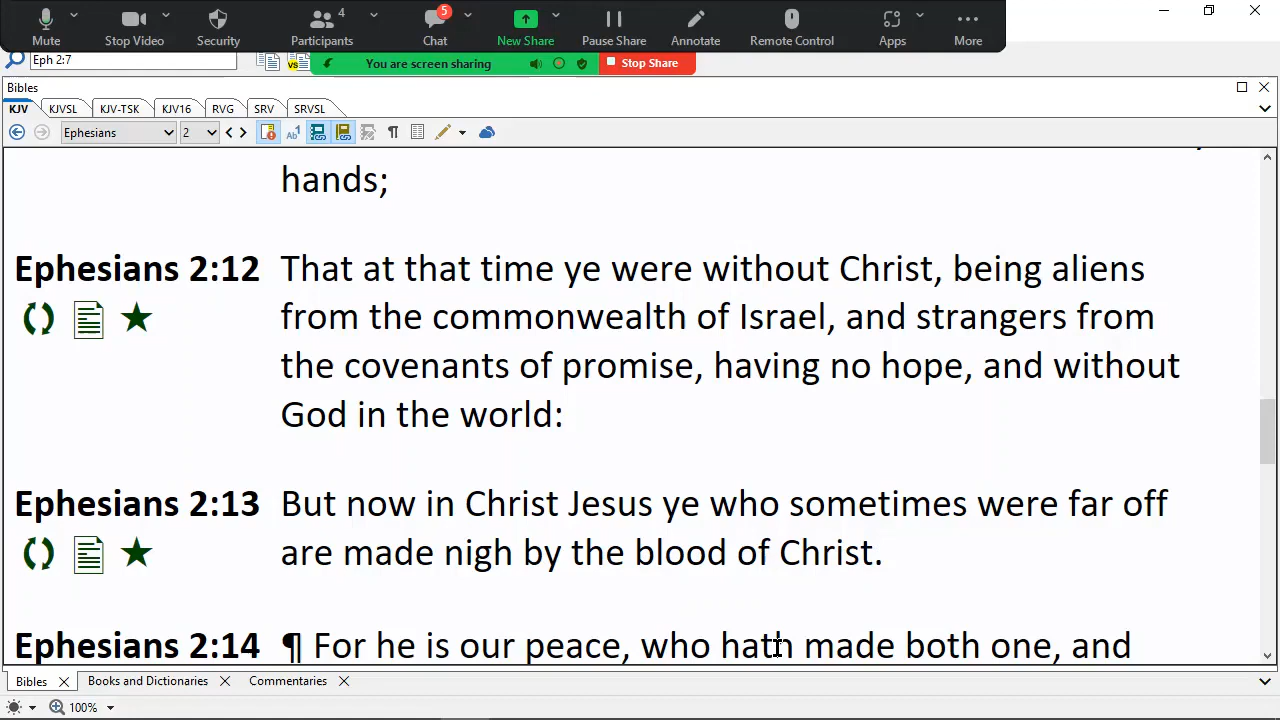 4 5
Mute Stop Video Security Participants Chat New Share Pause Share Annotate Remote Control Apps More
Eph 2:7 VS You are screen sharing Stop Share
Bibles
KJV KJVSL KJV-TSK KJV16 RVG SRV SRVSL
Ephesians 2 < > Ab¹ ¶
hands;
Ephesians 2:12 That at that time ye were without Christ, being aliens
from the commonwealth of Israel, and strangers from
the covenants of promise, having no hope, and without
God in the world:
Ephesians 2:13 But now in Christ Jesus ye who sometimes were far off
are made nigh by the blood of Christ.
Ephesians 2:14 ¶ For he is our peace, who hath made both one, and
Bibles Books and Dictionaries Commentaries
100%